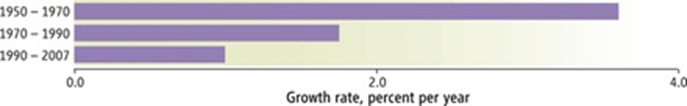 1950 – 1970
1970 – 1990
1990 – 2007
0.0 2.0 4.0
Growth rate, percent per year